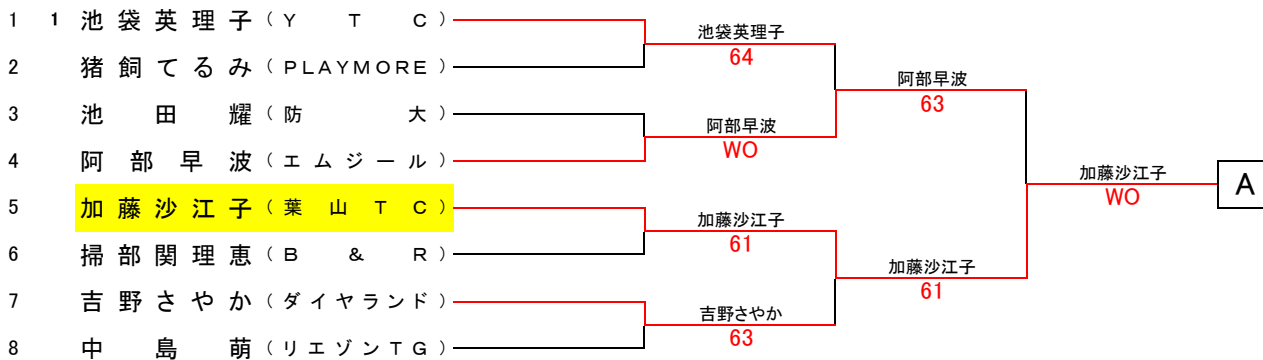 1 1 池袋英理子（YTC）
2 猪飼てるみ（PLAYMORE）
3 池田耀（防大）
4 阿部早波（エムジール）
5 加藤沙江子（葉山TC）
6 掃部関理恵（B&R）
7 吉野さやか（ダイヤランド）
8 中島萌（リエゾンTG）
池袋英理子
64
阿部早波
WO
加藤沙江子
61
吉野さやか
63
阿部早波
63
加藤沙江子
61
加藤沙江子
WO
A